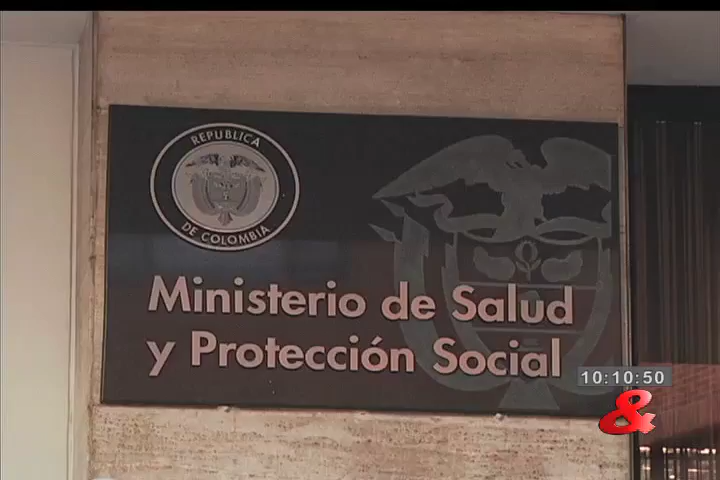 REPUBLICA
DE COLOMBIA
Ministerio de Salud
y Protección Social
10:10:50
&